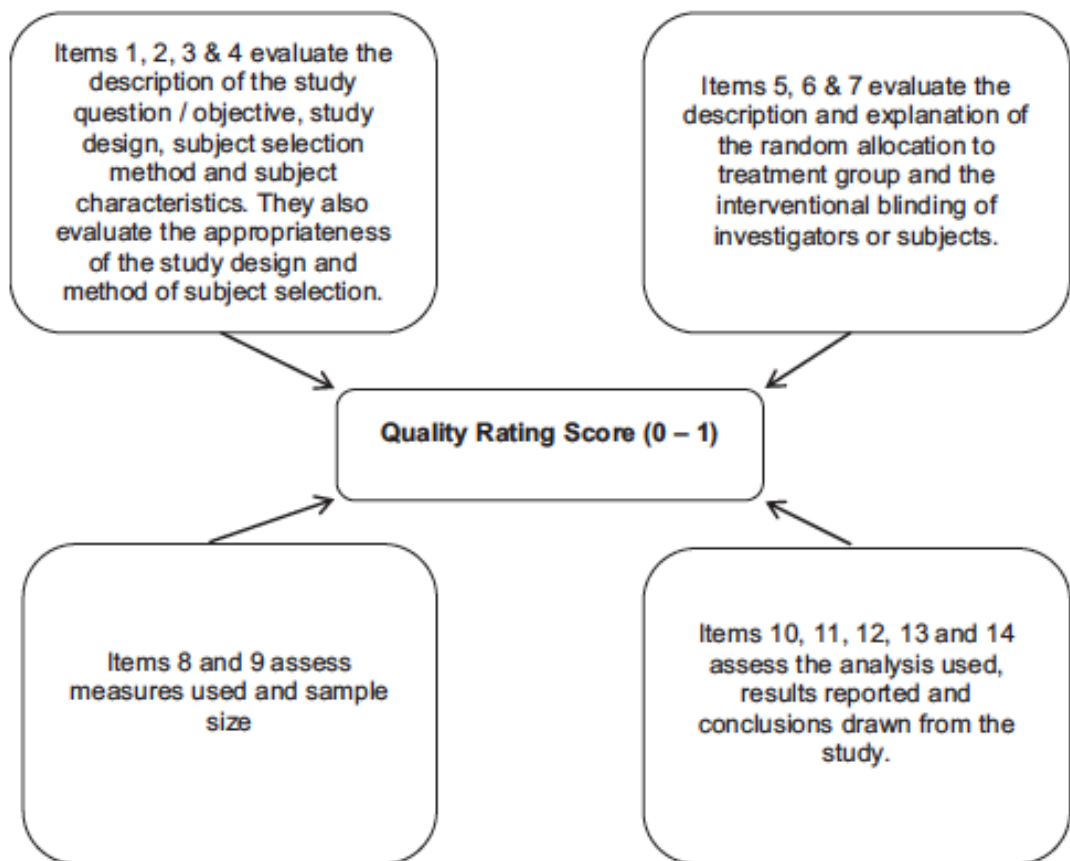 Items 1, 2, 3 & 4 evaluate the
description of the study
question / objective, study
design, subject selection
method and subject
characteristics. They also
evaluate the appropriateness
of the study design and
method of subject selection.
Items 5, 6 & 7 evaluate the
description and explanation of
the random allocation to
treatment group and the
interventional blinding of
investigators or subjects.
Quality Rating Score (0 – 1)
Items 8 and 9 assess
measures used and sample
size
Items 10, 11, 12, 13 and 14
assess the analysis used,
results reported and
conclusions drawn from the
study.